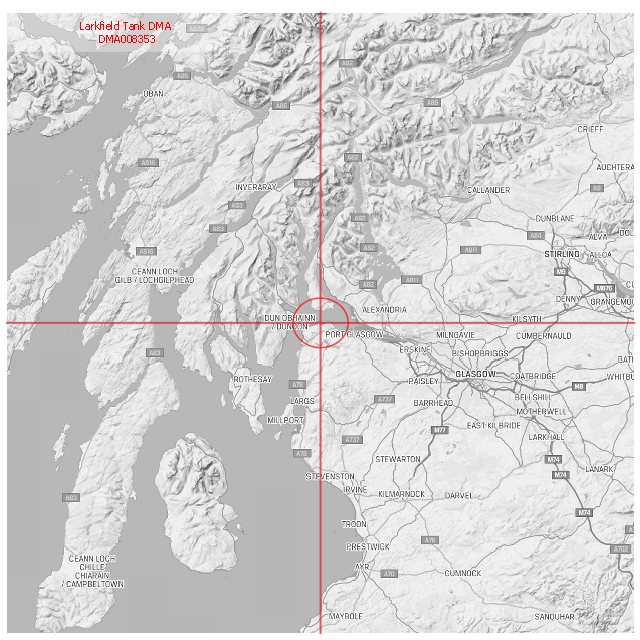 Larkfield Tank DMA
DMA008353
A828
A82
A85
OBAN
A85
A85
CRIEFF
A816
A82
AUCHTERA
INVERARAY
A83
CALLANDER
A9
A83
A82
DUNBLANE
A83
A84
ALVA
DOL
A816
A82
A811
STIRLING
ALLOA
CEANN LOCH
GILB / LOCHGILPHEAD
A82
A811
M9
M876
DENNY
GRANGEMOU
ALEXANDRIA
DUN OBHAINN
/ DUNOON
KILSYTH
PORT GLASGOW
MILNGAVIE
CUMBERNAULD
A83
ERSKINE
BISHOPBRIGGS
BATH
ROTHESAY
A78
PAISLEY
GLASGOW
COATBRIDGE
M8
WHITBU
LARGS
A737
BARRHEAD
BELLSHILL
MILLPORT
MOTHERWELL
M77
EAST KILBRIDE
A737
LARKHALL
A78
STEWARTON
M74
LANARK
STEVENSTON
M74
A83
IRVINE
KILMARNOCK
DARVEL
M74
TROON
A76
PRESTWICK
A702
CEANN LOCH
CHILLE
CHIARAIN
/ CAMPBELTOWN
AYR
A70
CUMNOCK
MAYBOLE
SANQUHAR